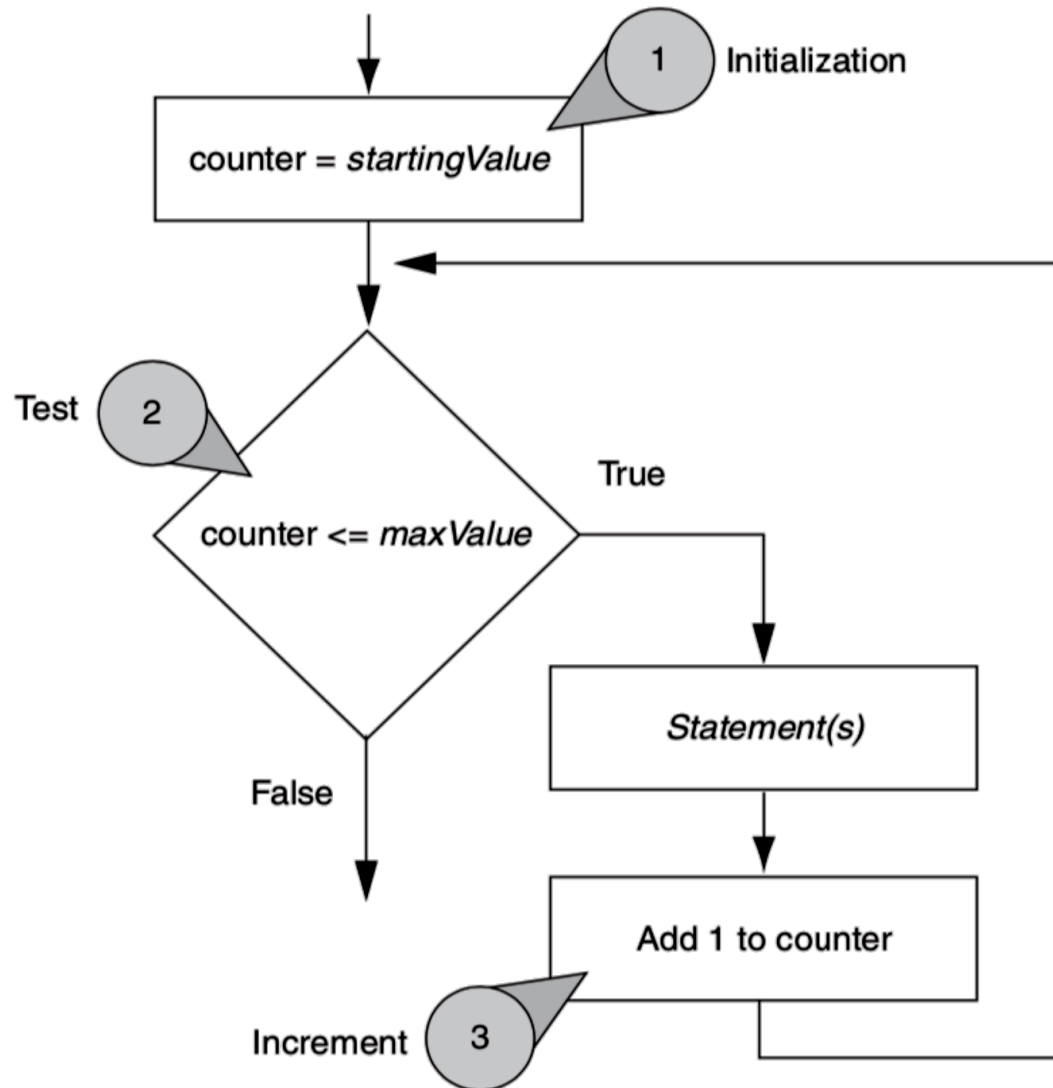 1
Initialization
counter = startingValue
Test
2
True
counter <= maxValue
Statement(s)
False
Add 1 to counter
Increment
3